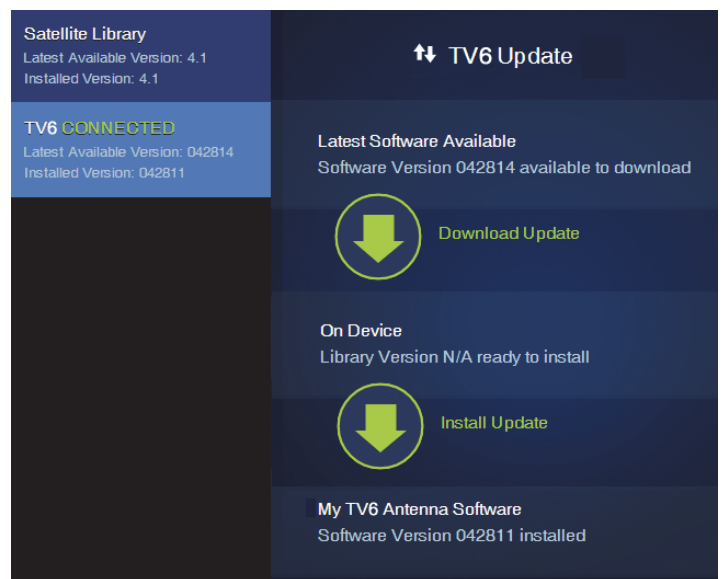 Satellite Library
Latest Available Version: 4.1
Installed Version: 4.1
TV6 CONNECTED
Latest Available Version: 042814
Installed Version: 042811
TV6 Update
Latest Software Available
Software Version 042814 available to download
Download Update
On Device
Library Version N/A ready to install
Install Update
My TV6 Antenna Software
Software Version 042811 installed